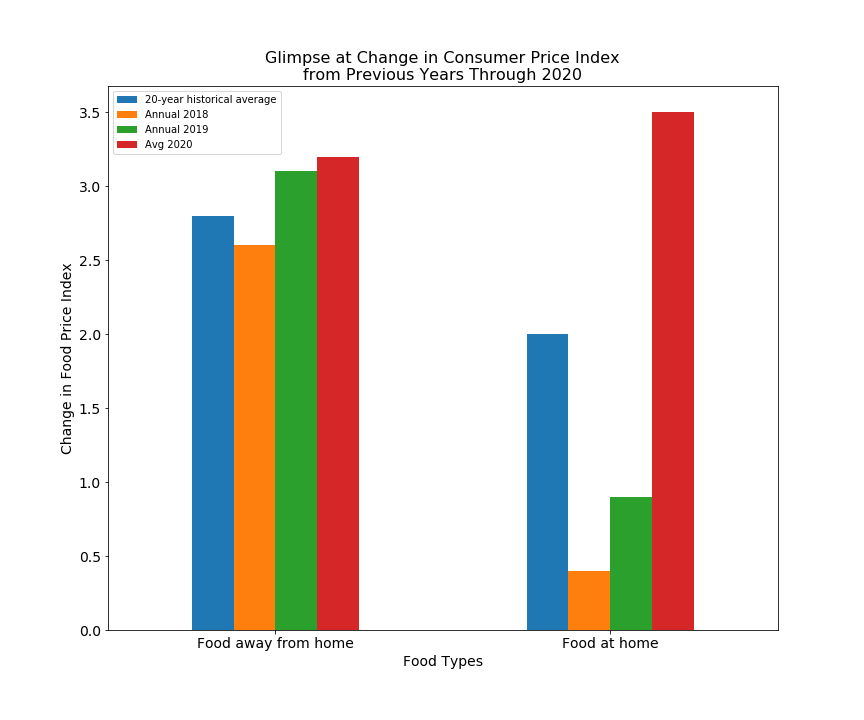 Glimpse at Change in Consumer Price Index
from Previous Years Through 2020
20-year historical average
Annual 2018
Annual 2019
Avg 2020
Change in Food Price Index
3.5
3.0
2.5
2.0
1.5
1.0
0.5
0.0
Food away from home
Food at home
Food Types